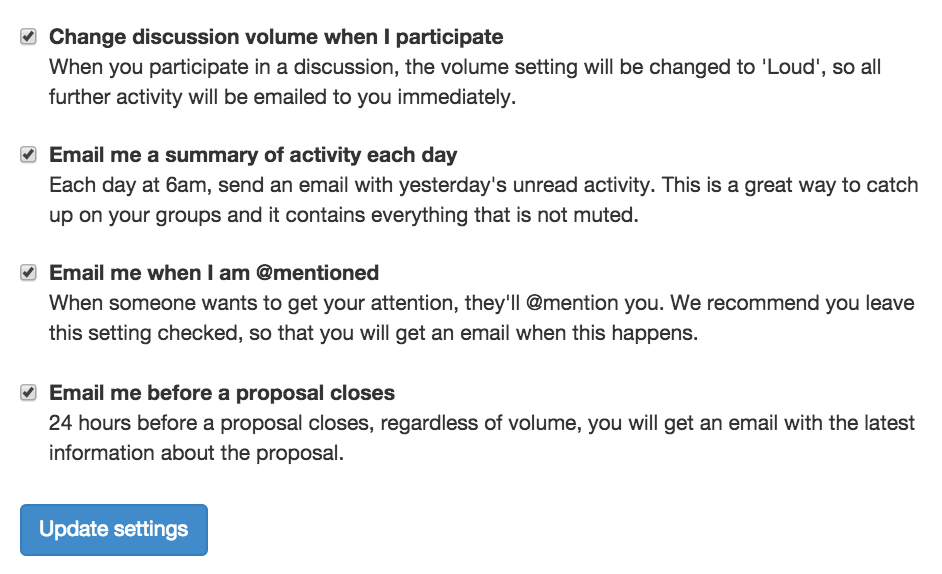 Change discussion volume when I participate
When you participate in a discussion, the volume setting will be changed to 'Loud', so all
further activity will be emailed to you immediately.
Email me a summary of activity each day
Each day at 6am, send an email with yesterday's unread activity. This is a great way to catch
up on your groups and it contains everything that is not muted.
Email me when I am @mentioned
When someone wants to get your attention, they'll @mention you. We recommend you leave
this setting checked, so that you will get an email when this happens.
Email me before a proposal closes
24 hours before a proposal closes, regardless of volume, you will get an email with the latest
information about the proposal.
Update settings